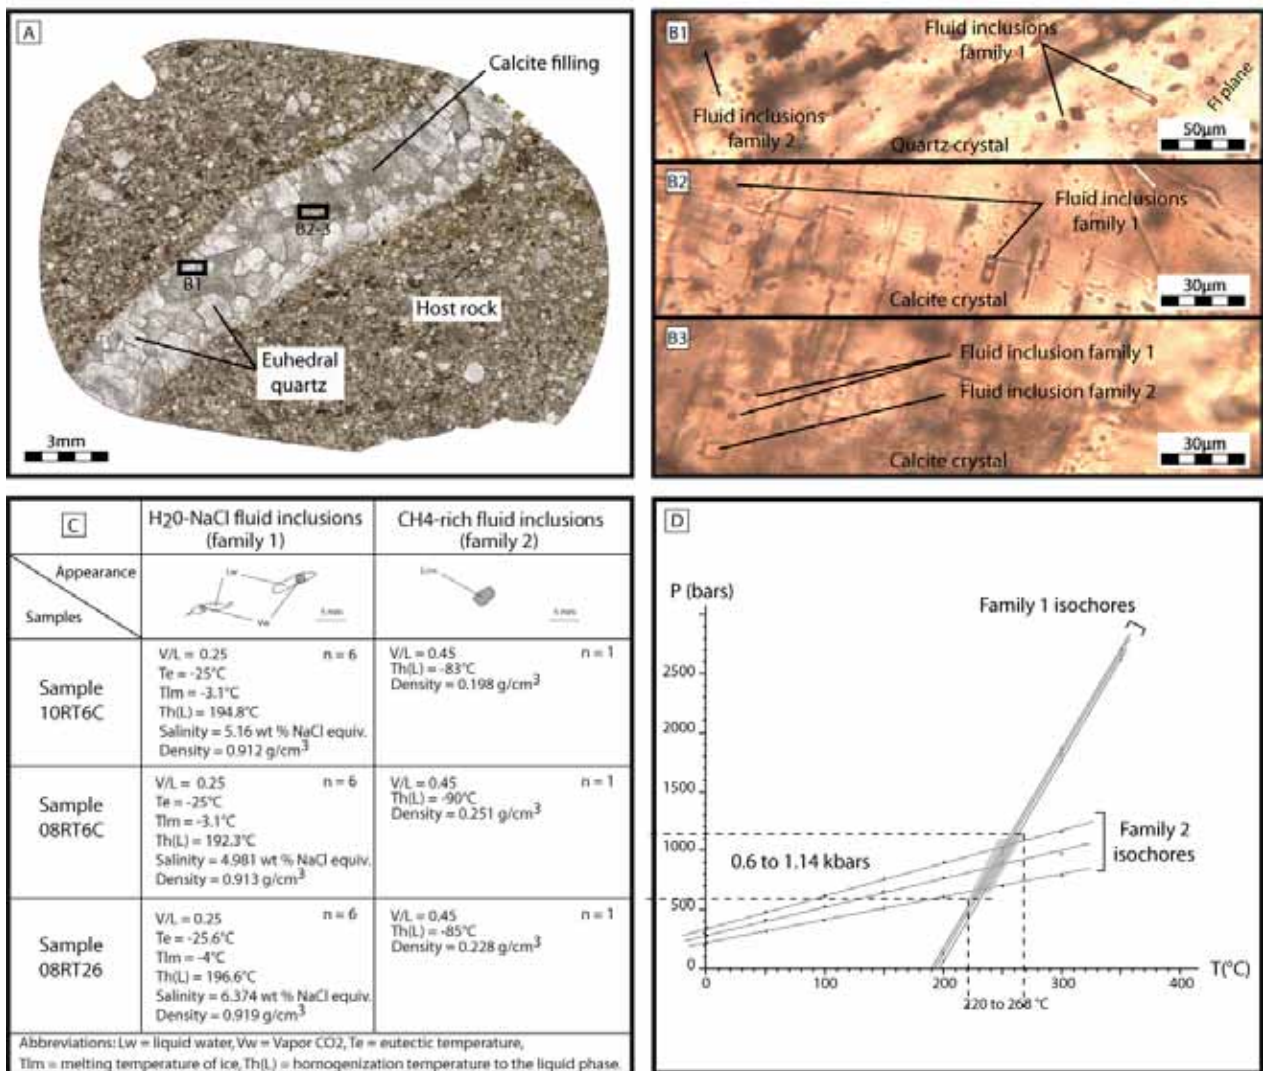 A
Calcite filling
B2-3
B1
Host rock
Euhedral
quartz
3mm
B1
Fluid inclusions
family 1
Fluid inclusions
family 2
Quartz crystal
FI plane
50µm
B2
Fluid inclusions
family 1
Calcite crystal
30µm
B3
Fluid inclusion family 1
Fluid inclusion family 2
Calcite crystal
30µm
C
H20-NaCl fluid inclusions
(family 1)
CH4-rich fluid inclusions
(family 2)
Appearance
Samples
Lw
Vw
5 mm
5 mm
Sample
10RT6C
V/L = 0.25 n = 6
Te = -25°C
Tlm = -3.1°C
Th(L) = 194.8°C
Salinity = 5.16 wt % NaCl equiv.
Density = 0.912 g/cm3
V/L = 0.45 n = 1
Th(L) = -83°C
Density = 0.198 g/cm3
Sample
08RT6C
V/L = 0.25 n = 6
Te = -25°C
Tlm = -3.1°C
Th(L) = 192.3°C
Salinity = 4.981 wt % NaCl equiv.
Density = 0.913 g/cm3
V/L = 0.45 n = 1
Th(L) = -90°C
Density = 0.251 g/cm3
Sample
08RT26
V/L = 0.25 n = 6
Te = -25.6°C
Tlm = -4°C
Th(L) = 196.6°C
Salinity = 6.374 wt % NaCl equiv.
Density = 0.919 g/cm3
V/L = 0.45 n = 1
Th(L) = -85°C
Density = 0.228 g/cm3
Abbreviations: Lw = liquid water, Vw = Vapor CO2, Te = eutectic temperature,
Tlm = melting temperature of ice, Th(L) = homogenization temperature to the liquid phase.
D
P (bars)
Family 1 isochores
2500
2000
1500
1000
500
0
0.6 to 1.14 kbars
Family 2
isochores
0
100
200
300
400
T(°C)
220 to 268 °C